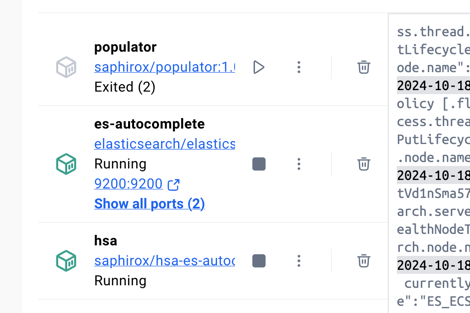 populator
saphirox/populator:1.
Exited (2)
es-autocomplete
elasticsearch/elastics
Running
9200:9200
Show all ports (2)
hsa
saphirox/hsa-es-autoc
Running
ss.thread.
tLifecycle
ode.name":
2024-10-18
olicy [.fl
cess.threa
PutLifecyc
.node.name
2024-10-18
tVd1nSma57
arch.serve
ealthNodeT
rch.node.n
2024-10-18
currently
e":"ES_ECS